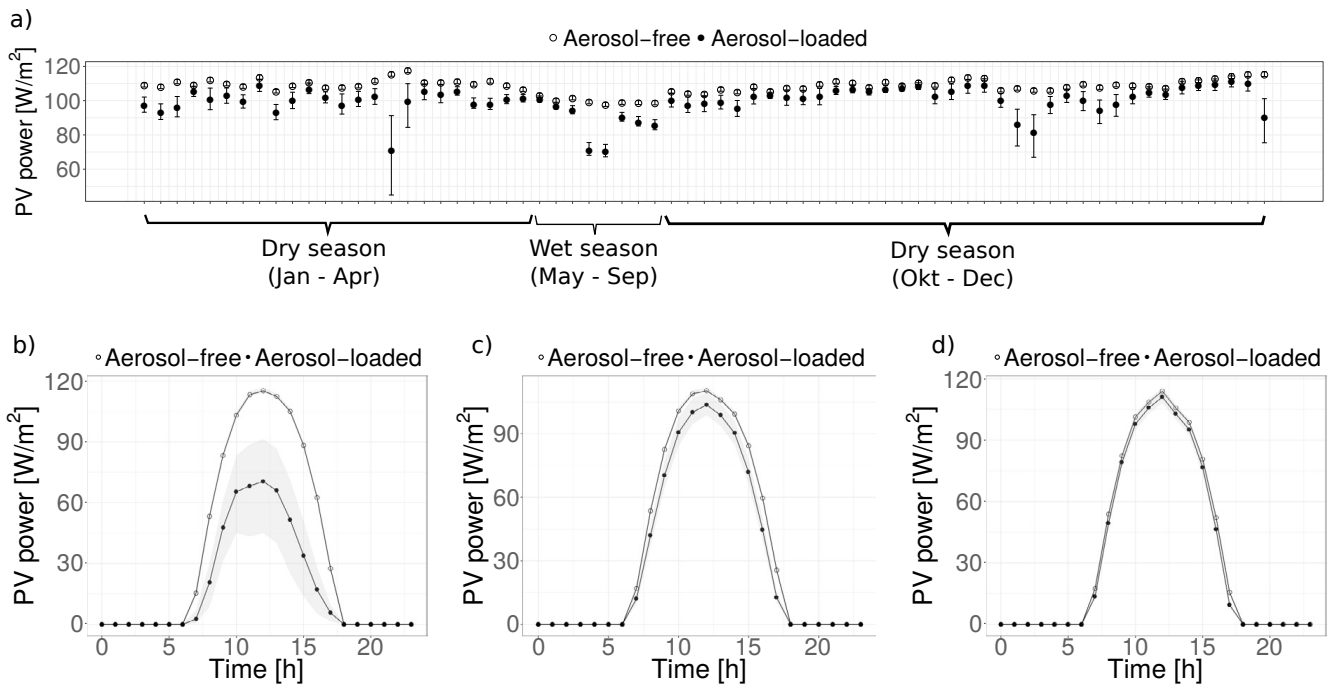 a)
○ Aerosol−free • Aerosol−loaded
PV power [W/m²]
120
100
80
60
Dry season
(Jan - Apr)
Wet season
(May - Sep)
Dry season
(Okt - Dec)
b)
○ Aerosol−free • Aerosol−loaded
PV power [W/m²]
120
90
60
30
0
0 5 10 15 20
Time [h]
c)
○ Aerosol−free • Aerosol−loaded
PV power [W/m²]
90
60
30
0
0 5 10 15 20
Time [h]
d)
○ Aerosol−free • Aerosol−loaded
PV power [W/m²]
120
90
60
30
0
0 5 10 15 20
Time [h]